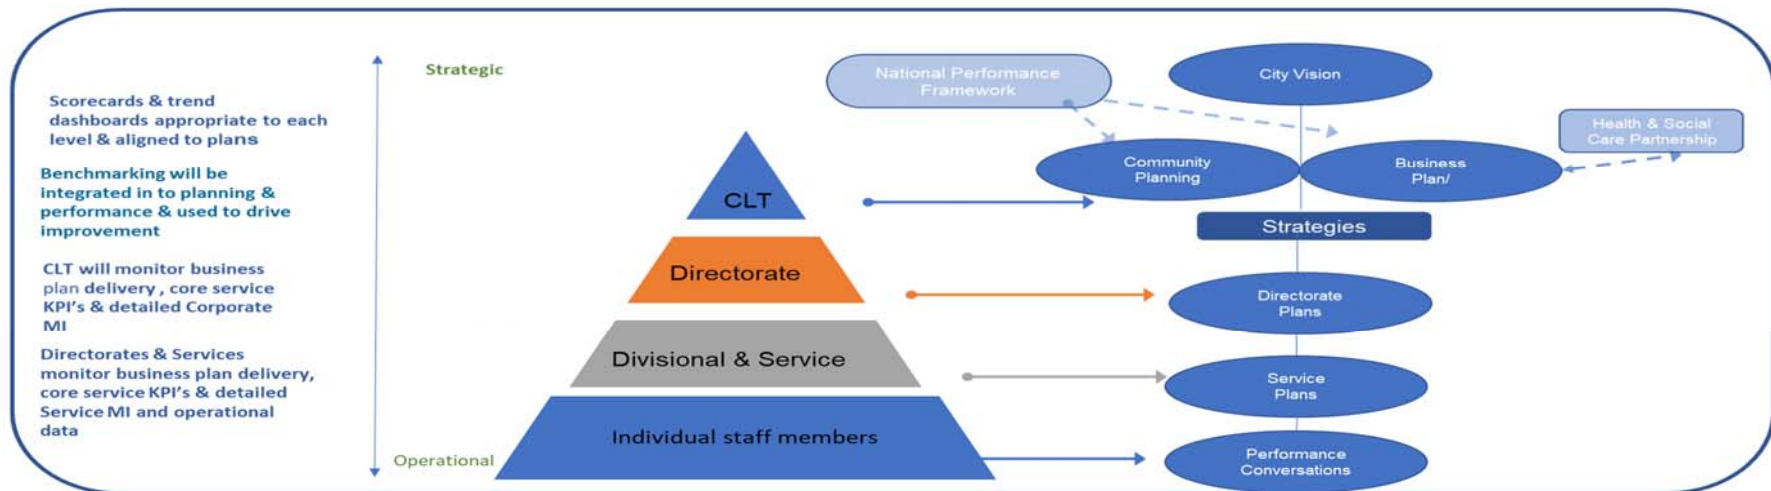 Scorecards & trend
dashboards appropriate to each
level & aligned to plans
Benchmarking will be
integrated in to planning &
performance & used to drive
improvement
CLT will monitor business
plan delivery , core service
KPI's & detailed Corporate
MI
Directorates & Services
monitor business plan delivery,
core service KPI's & detailed
Service MI and operational
data
Strategic
Operational
CLT
Directorate
Divisional & Service
Individual staff members
National Performance
Framework
City Vision
Health & Social
Care Partnership
Community
Planning
Business
Plan/
Strategies
Directorate
Plans
Service
Plans
Performance
Conversations